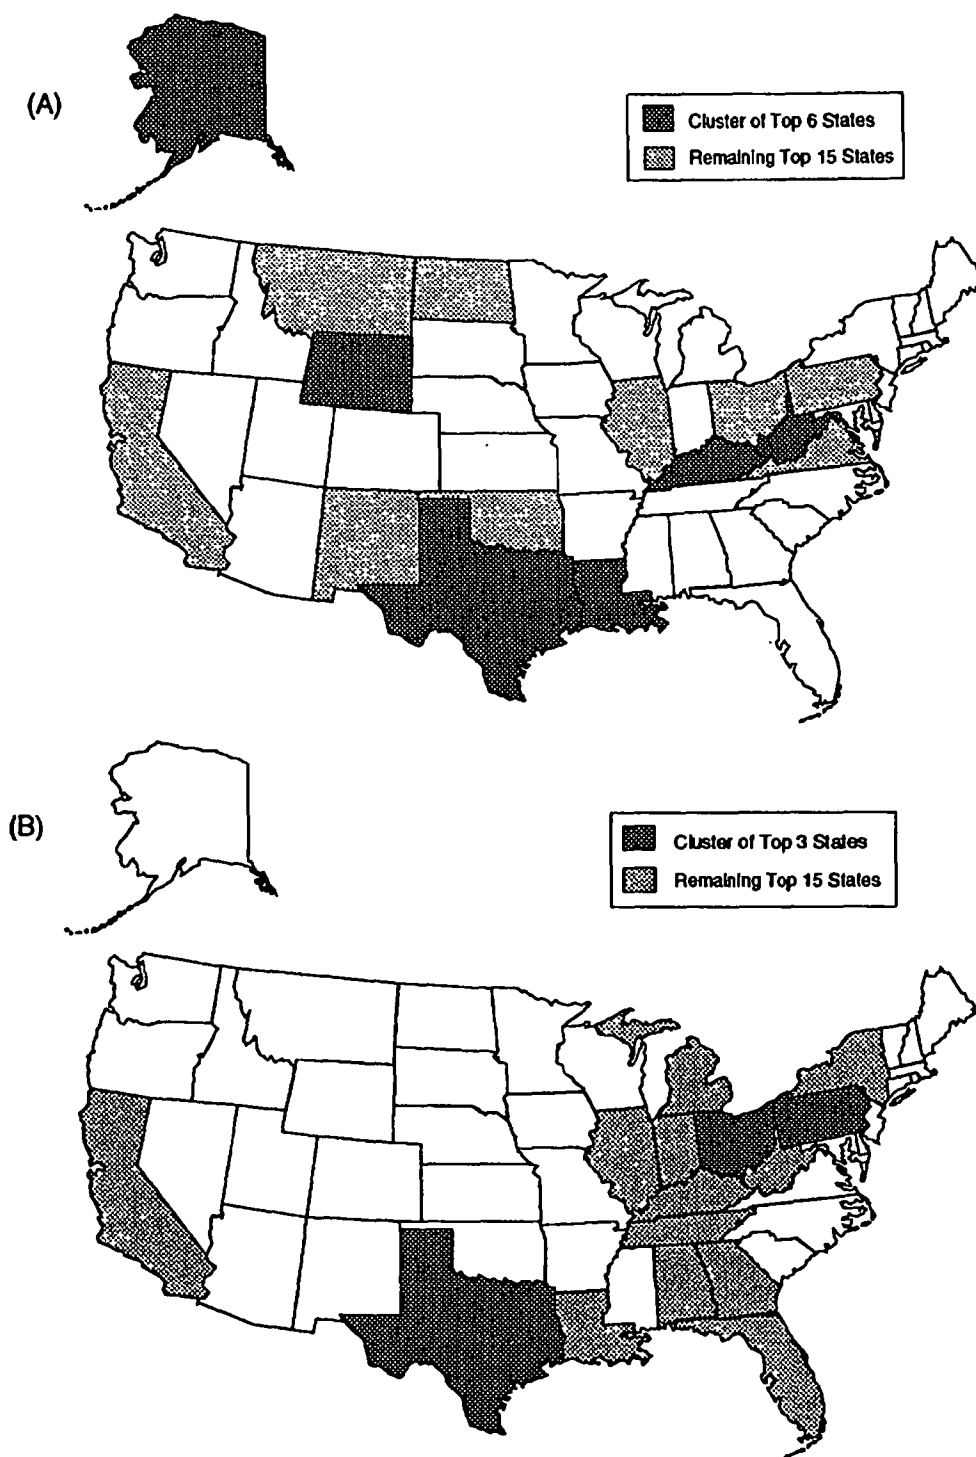 (A)
Cluster of Top 6 States
Remaining Top 15 States
(B)
Cluster of Top 3 States
Remaining Top 15 States